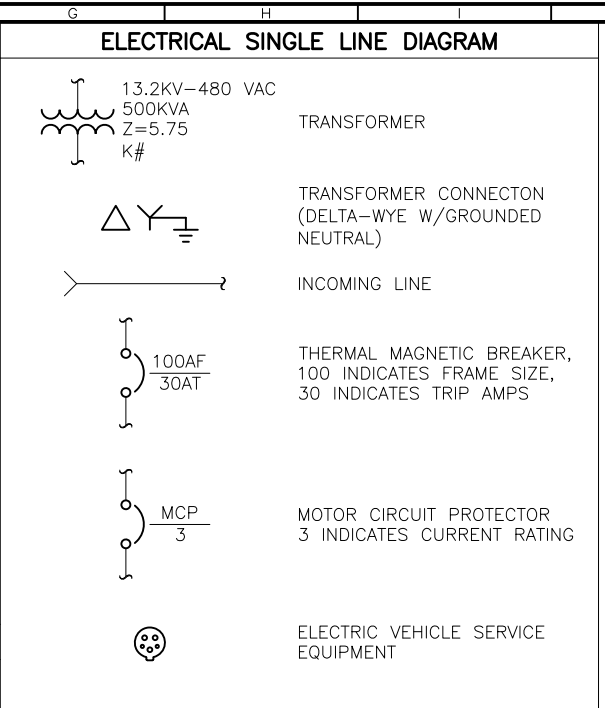 G H I
ELECTRICAL SINGLE LINE DIAGRAM
13.2KV-480 VAC
500KVA
Z=5.75
K#
TRANSFORMER
TRANSFORMER CONNECTON
(DELTA-WYE W/GROUNDED
NEUTRAL)
INCOMING LINE
100AF
30AT
THERMAL MAGNETIC BREAKER,
100 INDICATES FRAME SIZE,
30 INDICATES TRIP AMPS
MCP
3
MOTOR CIRCUIT PROTECTOR
3 INDICATES CURRENT RATING
ELECTRIC VEHICLE SERVICE
EQUIPMENT